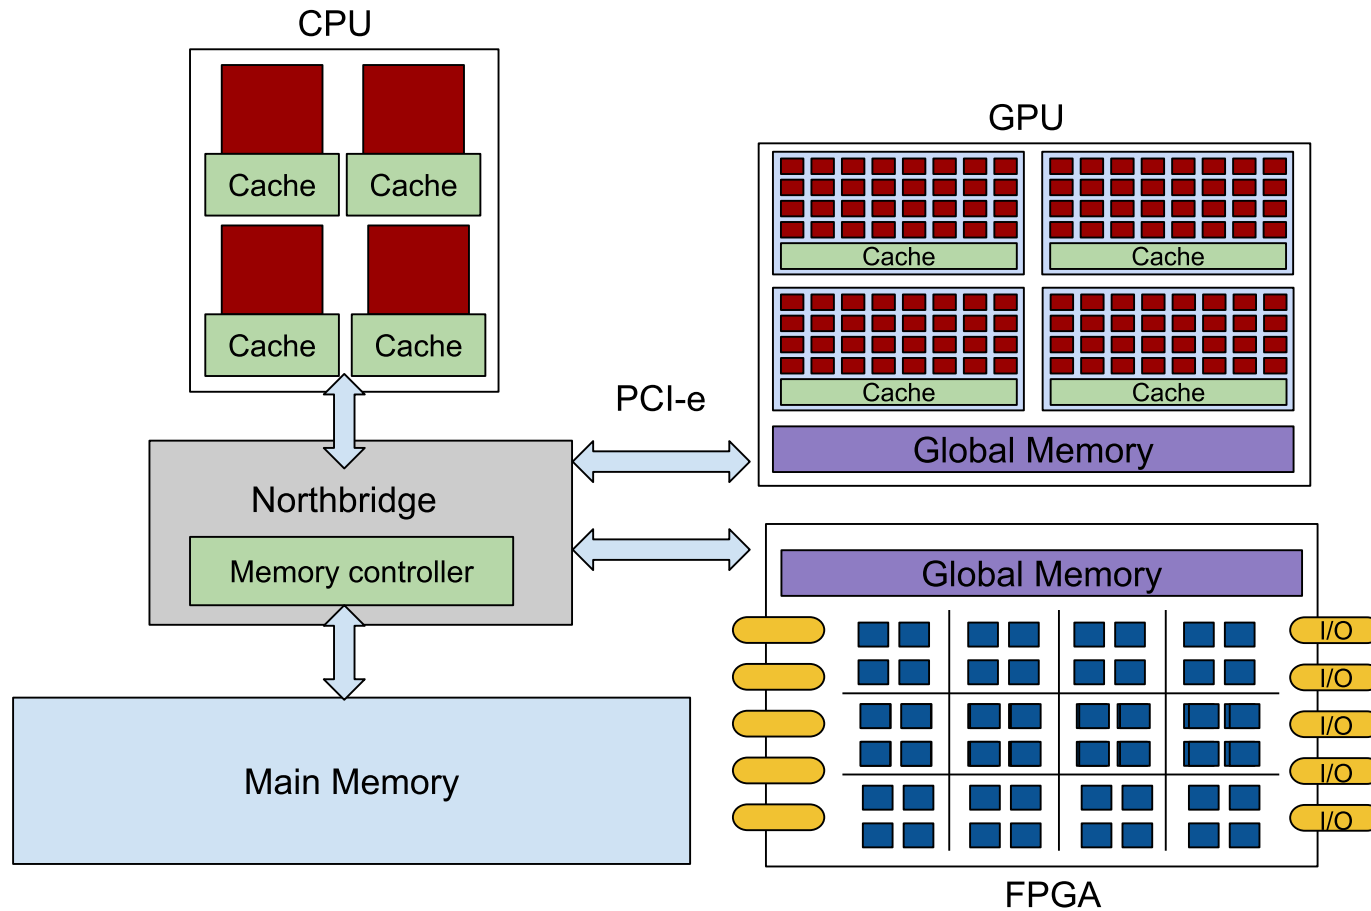 CPU
Cache
Cache
Cache
Cache
GPU
Cache
Cache
Cache
Cache
Global Memory
PCI-e
Northbridge
Memory controller
Main Memory
Global Memory
I/O
I/O
I/O
I/O
I/O
FPGA